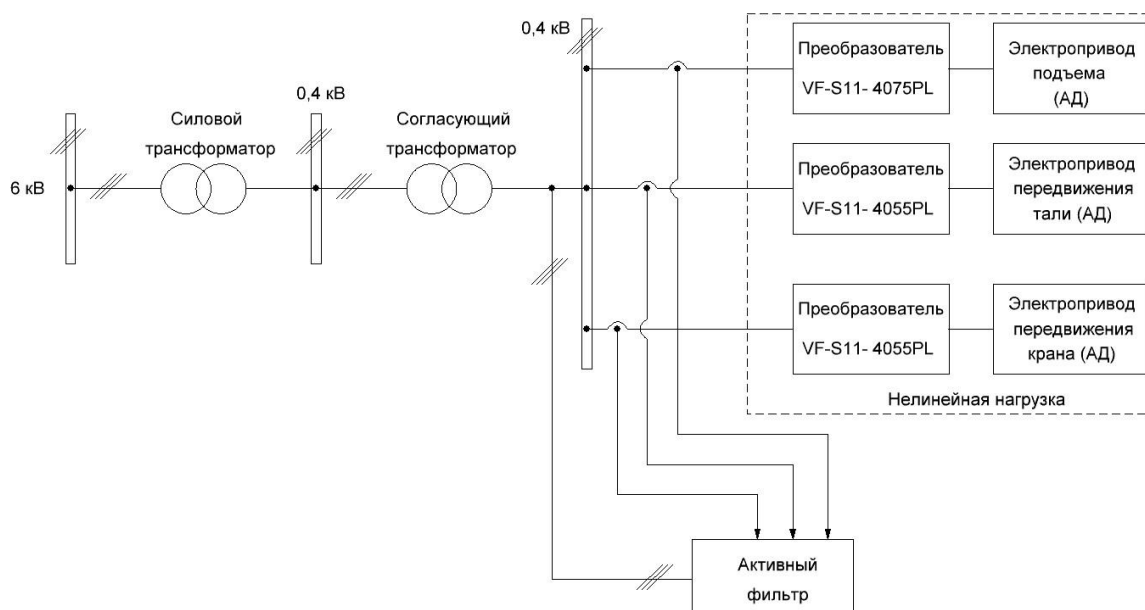 0,4 кВ
Преобразователь
VF-S11- 4075PL
Электропривод
подъема
(АД)
0,4 кВ
Силовой
трансформатор
Согласующий
трансформатор
6 кВ
Преобразователь
VF-S11- 4055PL
Электропривод
передвижения
тали (АД)
Преобразователь
VF-S11- 4055PL
Электропривод
передвижения
крана (АД)
Нелинейная нагрузка
Активный
фильтр